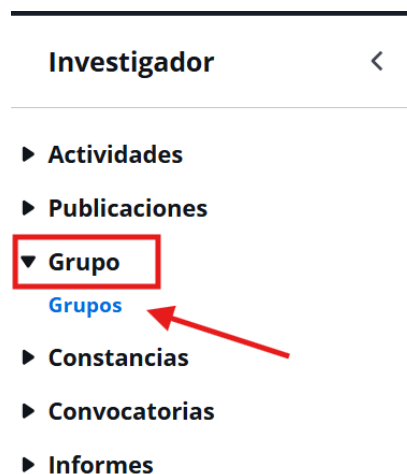 Investigador
Actividades
Publicaciones
Grupo
Grupos
Constancias
Convocatorias
Informes